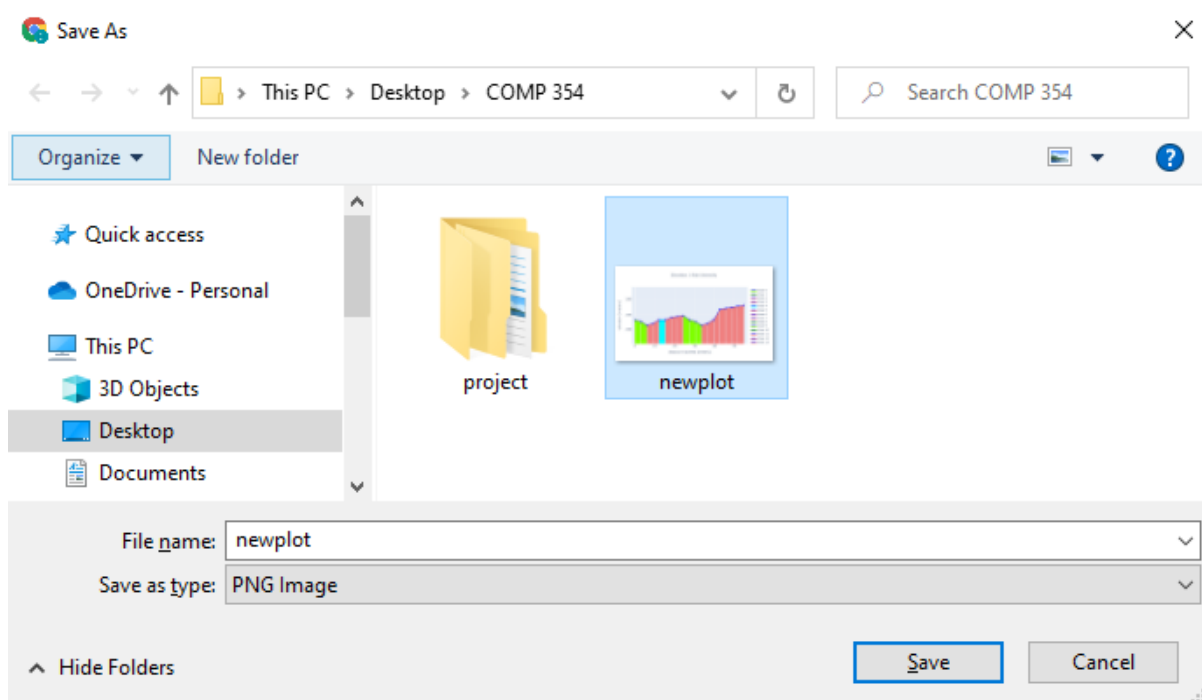 Save As
This PC > Desktop > COMP 354
Search COMP 354
Organize
New folder
Quick access
OneDrive - Personal
This PC
3D Objects
Desktop
Documents
project
newplot
File name: newplot
Save as type: PNG Image
Hide Folders
Save
Cancel